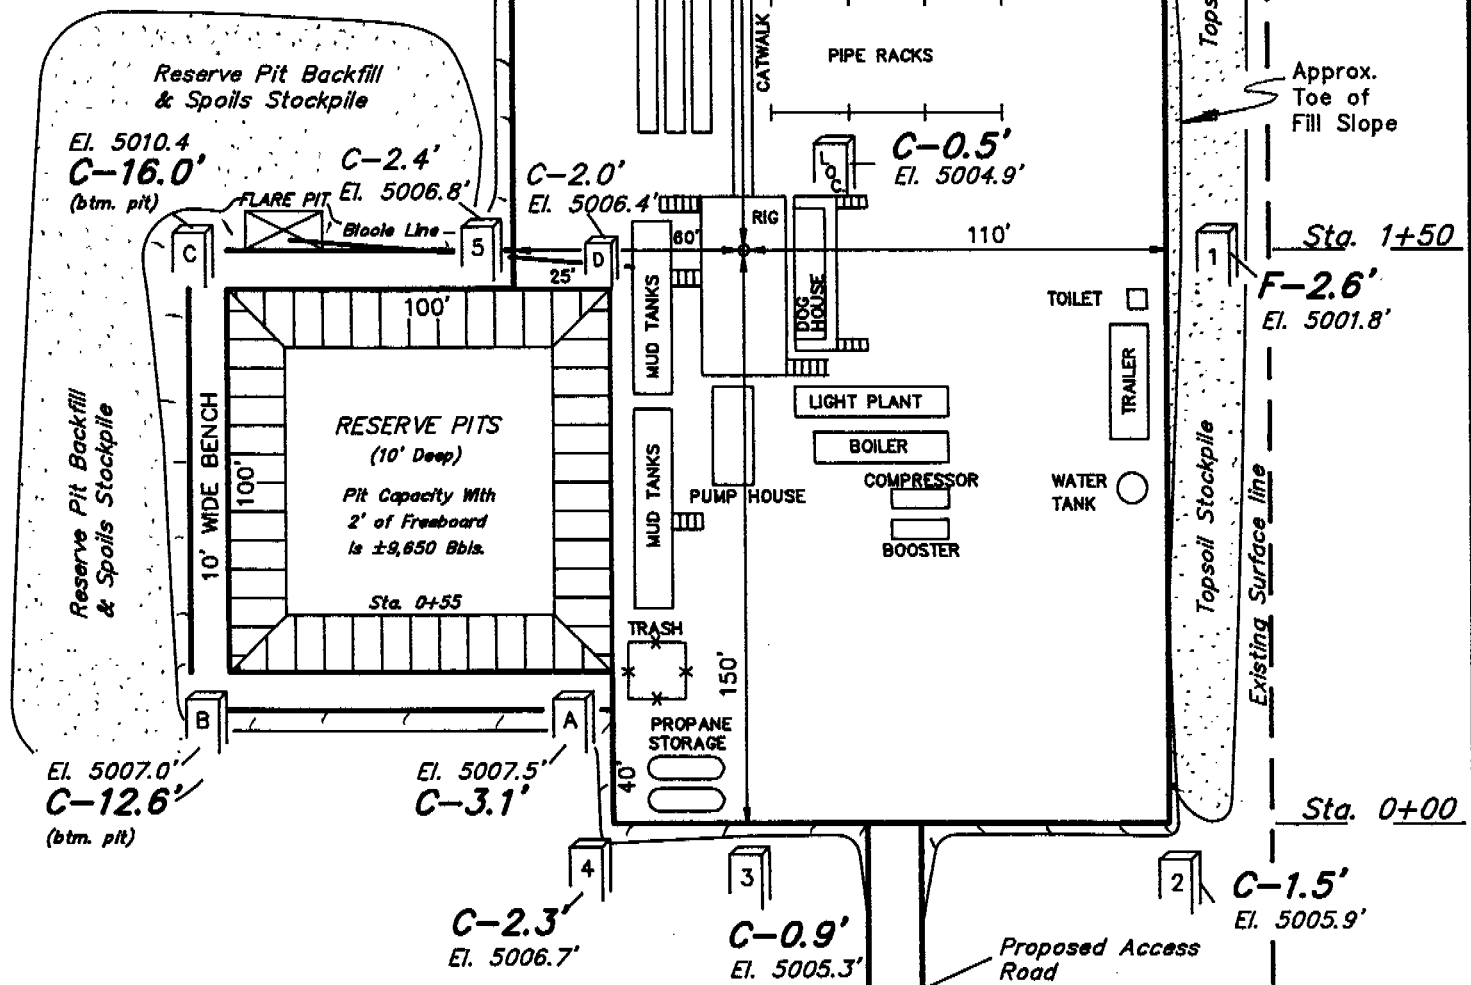 CATWALK
PIPE RACKS
Tops
Reserve Pit Backfill
& Spoils Stockpile
Approx.
Toe of
Fill Slope
El. 5010.4
C-16.0'
(btm. pit)
FLARE PIT
C-2.4'
El. 5006.8'
Blooie Line
C-2.0'
El. 5006.4'
LOC.
C-0.5'
El. 5004.9'
C
5
D
RIG
60'
110'
1
Sta. 1+50
F-2.6'
El. 5001.8'
25'
100'
MUD TANKS
DOG
HOUSE
TOILET
TRAILER
LIGHT PLANT
BOILER
COMPRESSOR
BOOSTER
PUMP HOUSE
WATER
TANK
10' WIDE BENCH
100'
RESERVE PITS
(10' Deep)
Pit Capacity With
2' of Freeboard
Is ±9,650 Bbls.
Sta. 0+55
MUD TANKS
Reserve Pit Backfill
& Spoils Stockpile
Topsoil Stockpile
Existing Surface line
TRASH
150'
PROPANE
STORAGE
40'
B
A
El. 5007.0'
C-12.6'
(btm. pit)
El. 5007.5'
C-3.1'
Sta. 0+00
4
3
2
C-2.3'
El. 5006.7'
C-0.9'
El. 5005.3'
C-1.5'
El. 5005.9'
Proposed Access
Road